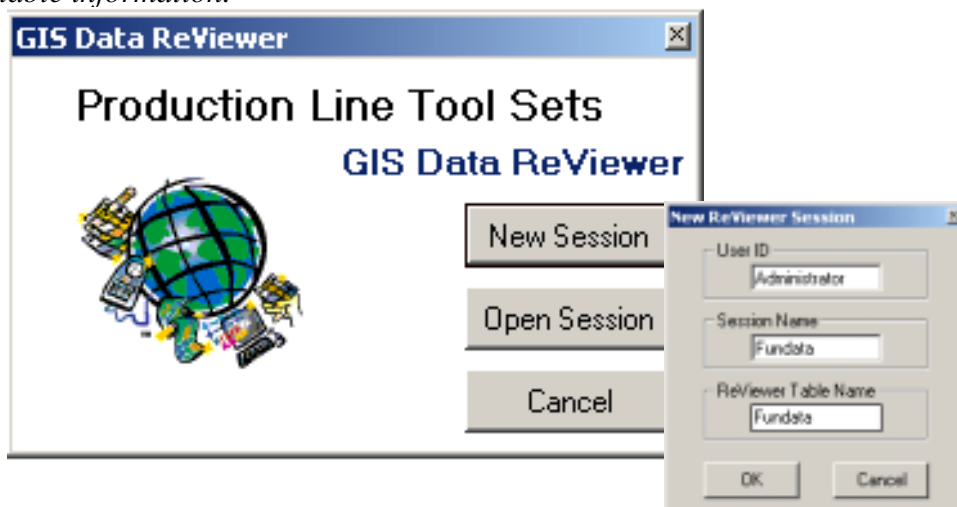 GIS Data ReViewer
Production Line Tool Sets
GIS Data ReViewer
New Session
Open Session
Cancel
New ReViewer Session
User ID
Administrator
Session Name
Fundata
ReViewer Table Name
Fundata
OK
Cancel